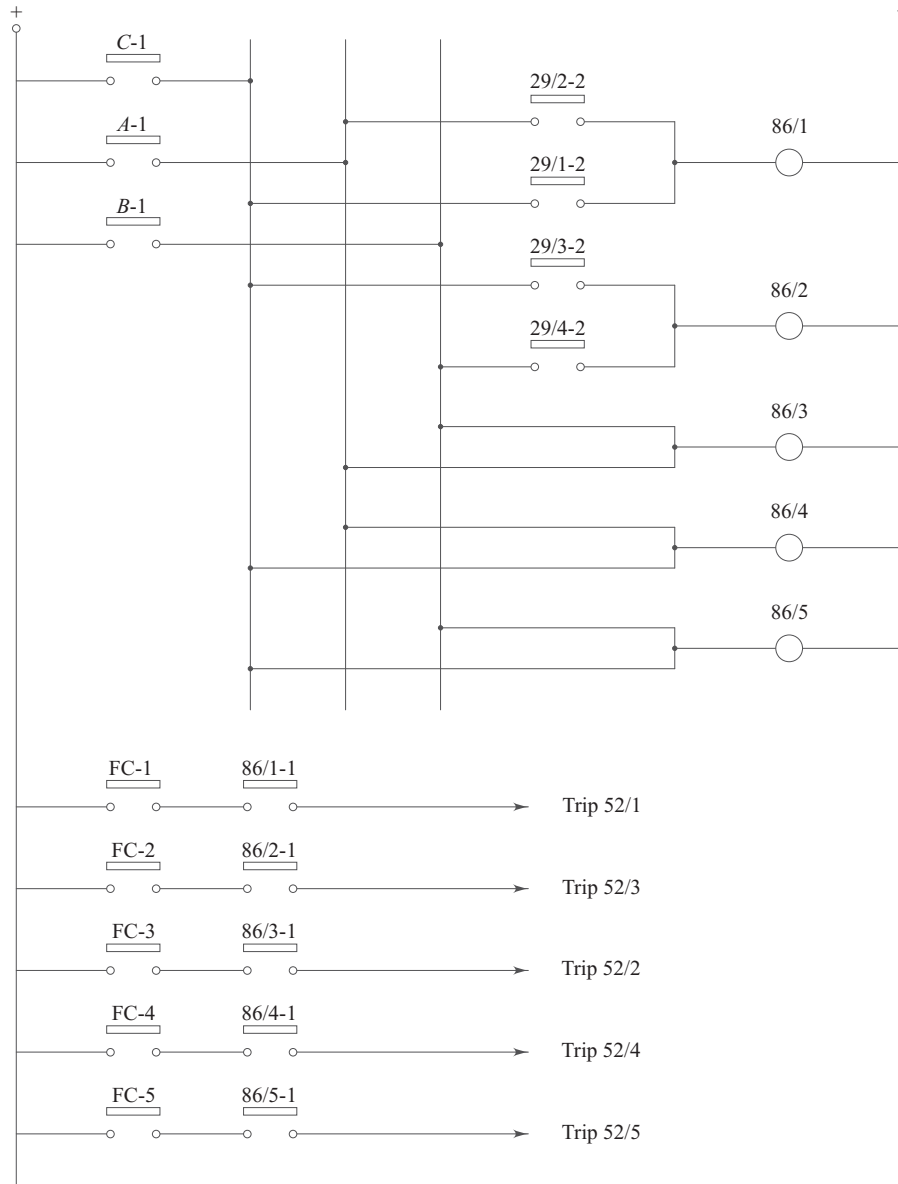 +
C-1
29/2-2
A-1
86/1
29/1-2
B-1
29/3-2
86/2
29/4-2
86/3
86/4
86/5
FC-1 86/1-1
Trip 52/1
FC-2 86/2-1
Trip 52/3
FC-3 86/3-1
Trip 52/2
FC-4 86/4-1
Trip 52/4
FC-5 86/5-1
Trip 52/5